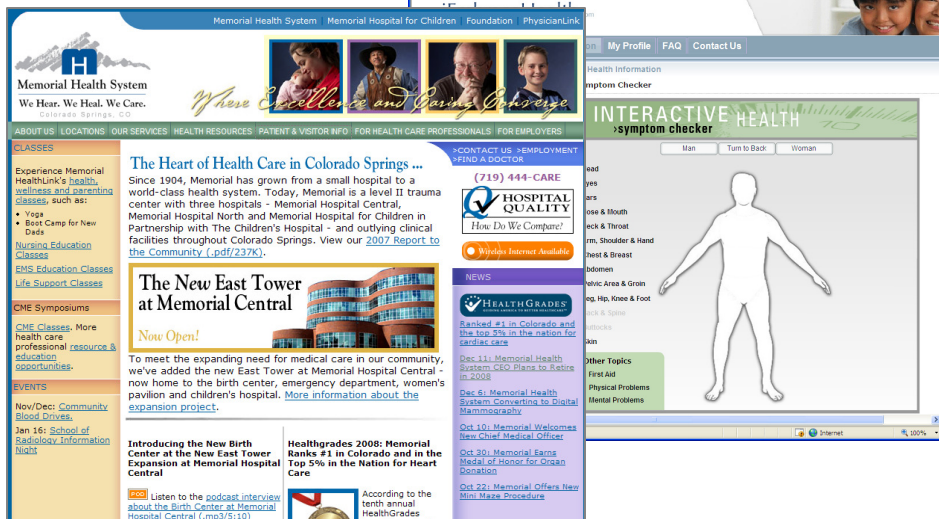 Memorial Health System | Memorial Hospital for Children | Foundation | PhysicianLink
Memorial Health System
We Hear. We Heal. We Care.
Colorado Springs, CO
Where Excellence and Caring Converge
ABOUT US LOCATIONS OUR SERVICES HEALTH RESOURCES PATIENT & VISITOR INFO FOR HEALTH CARE PROFESSIONALS FOR EMPLOYERS
CLASSES
Experience Memorial
HealthLink's health,
wellness and parenting
classes, such as:
• Yoga
• Boot Camp for New
Dads
Nursing Education
Classes
EMS Education Classes
Life Support Classes
CME Symposiums
CME Classes. More
health care
professional resource &
education
opportunities.
EVENTS
Nov/Dec: Community
Blood Drives.
Jan 16: School of
Radiology Information
Night
The Heart of Health Care in Colorado Springs ...
Since 1904, Memorial has grown from a small hospital to a
world-class health system. Today, Memorial is a level II trauma
center with three hospitals - Memorial Hospital Central,
Memorial Hospital North and Memorial Hospital for Children in
Partnership with The Children's Hospital - and outlying clinical
facilities throughout Colorado Springs. View our 2007 Report to
the Community (.pdf/237K).
The New East Tower
at Memorial Central
Now Open!
To meet the expanding need for medical care in our community,
we've added the new East Tower at Memorial Hospital Central -
now home to the birth center, emergency department, women's
pavilion and children's hospital. More information about the
expansion project.
Introducing the New Birth
Center at the New East Tower
Expansion at Memorial Hospital
Central
POD Listen to the podcast interview
about the Birth Center at Memorial
Hospital Central (.mp3/5:10)
Healthgrades 2008: Memorial
Ranks #1 in Colorado and in the
Top 5% in the Nation for Heart
Care
According to the
tenth annual
HealthGrades
>CONTACT US >EMPLOYMENT
>FIND A DOCTOR
(719) 444-CARE
HOSPITAL
QUALITY
How Do We Compare?
Wireless Internet Available
NEWS
HEALTHGRADES
GUIDING AMERICA TO BETTER HEALTHCARE
Ranked #1 in Colorado and
the top 5% in the nation for
cardiac care
Dec 11: Memorial Health
System CEO Plans to Retire
in 2008
Dec 6: Memorial Health
System Converting to Digital
Mammography
Oct 10: Memorial Welcomes
New Chief Medical Officer
Oct 30: Memorial Earns
Medal of Honor for Organ
Donation
Oct 22: Memorial Offers New
Mini Maze Procedure
My Profile FAQ Contact Us
Health Information
mptom Checker
INTERACTIVE HEALTH
>symptom checker
Man Turn to Back Woman
ead
yes
ars
ose & Mouth
eck & Throat
rm, Shoulder & Hand
hest & Breast
bdomen
elvic Area & Groin
eg, Hip, Knee & Foot
ack & Spine
uttocks
kin
Other Topics
First Aid
Physical Problems
Mental Problems
Internet 100%